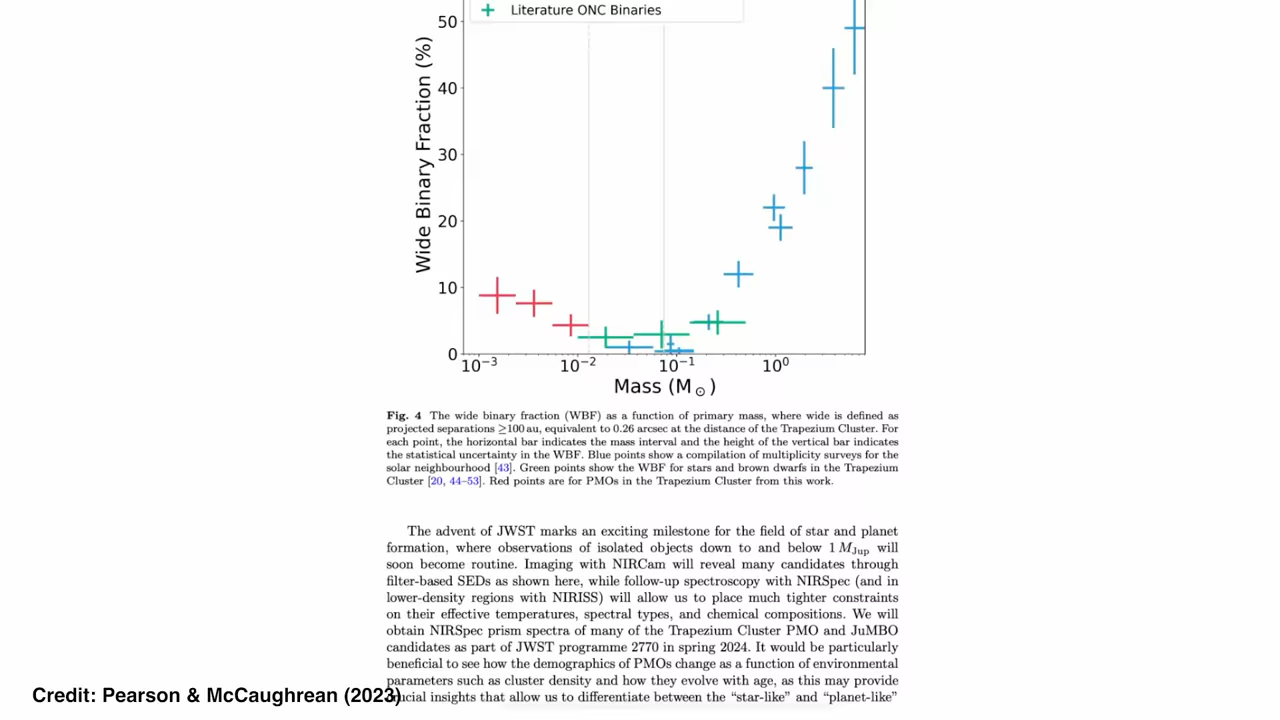 Literature ONC Binaries
50
40
30
20
10
0
Wide Binary Fraction (%)
10⁻³ 10⁻² 10⁻¹ 10⁰
Mass (M⊙)
Fig. 4 The wide binary fraction (WBF) as a function of primary mass, where wide is defined as
projected separations ≥100 au, equivalent to 0.26 arcsec at the distance of the Trapezium Cluster. For
each point, the horizontal bar indicates the mass interval and the height of the vertical bar indicates
the statistical uncertainty in the WBF. Blue points show a compilation of multiplicity surveys for the
solar neighbourhood [43]. Green points show the WBF for stars and brown dwarfs in the Trapezium
Cluster [20, 44–53]. Red points are for PMOs in the Trapezium Cluster from this work.
The advent of JWST marks an exciting milestone for the field of star and planet
formation, where observations of isolated objects down to and below 1 MJup will
soon become routine. Imaging with NIRCam will reveal many candidates through
filter-based SEDs as shown here, while follow-up spectroscopy with NIRSpec (and in
lower-density regions with NIRISS) will allow us to place much tighter constraints
on their effective temperatures, spectral types, and chemical compositions. We will
obtain NIRSpec prism spectra of many of the Trapezium Cluster PMO and JuMBO
candidates as part of JWST programme 2770 in spring 2024. It would be particularly
beneficial to see how the demographics of PMOs change as a function of environmental
parameters such as cluster density and how they evolve with age, as this may provide
crucial insights that allow us to differentiate between the “star-like” and “planet-like”
Credit: Pearson & McCaughrean (2023)